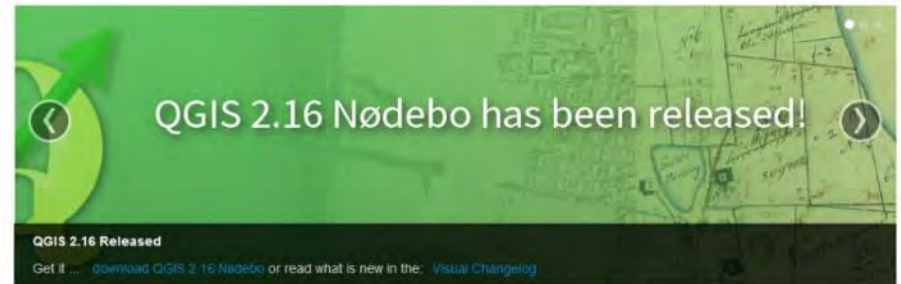 QGIS 2.16 Nødebo has been released!
QGIS 2.16 Released
Get it ... download QGIS 2.16 Nødebo or read what is new in the: Visual Changelog